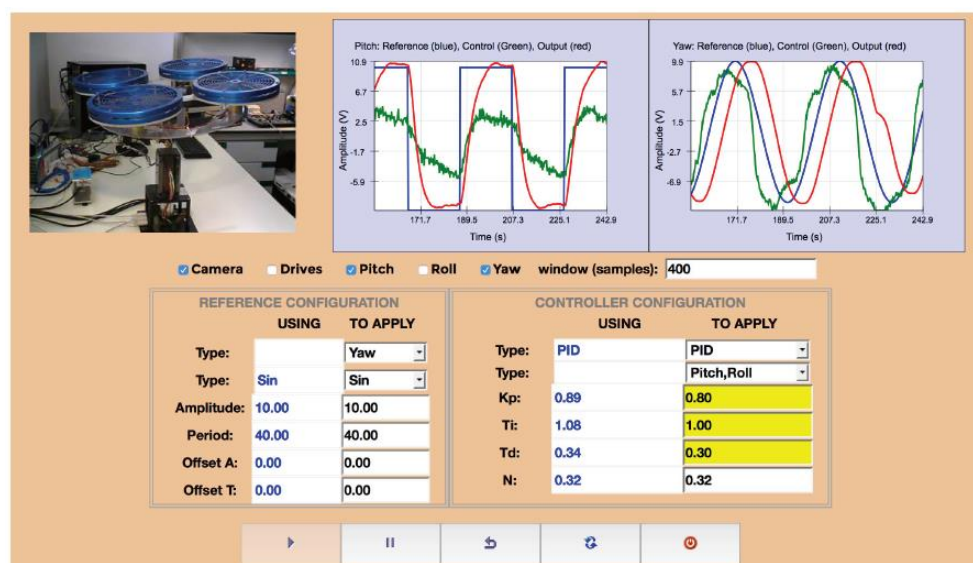 Pitch: Reference (blue), Control (Green), Output (red)
10.9
6.7
2.5
-1.7
-5.9
Amplitude (V)
171.7 189.5 207.3 225.1 242.9
Time (s)
Yaw: Reference (blue), Control (Green), Output (red)
9.9
5.7
1.5
-2.7
-6.9
Amplitude (V)
171.7 189.5 207.3 225.1 242.9
Time (s)
Camera Drives Pitch Roll Yaw window (samples): 400
REFERENCE CONFIGURATION
USING TO APPLY
Type: Yaw
Type: Sin Sin
Amplitude: 10.00 10.00
Period: 40.00 40.00
Offset A: 0.00 0.00
Offset T: 0.00 0.00
CONTROLLER CONFIGURATION
USING TO APPLY
Type: PID PID
Type: Pitch,Roll
Kp: 0.89 0.80
Ti: 1.08 1.00
Td: 0.34 0.30
N: 0.32 0.32